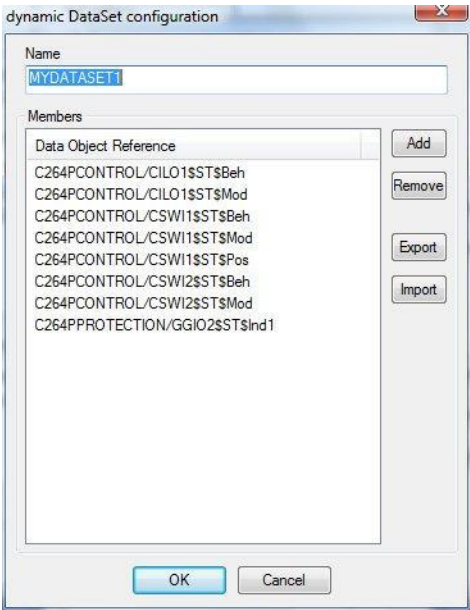 dynamic DataSet configuration
Name
MYDATASET1
Members
Data Object Reference
C264PCONTROL/CILO1$ST$Beh
C264PCONTROL/CILO1$ST$Mod
C264PCONTROL/CSWI1$ST$Beh
C264PCONTROL/CSWI1$ST$Mod
C264PCONTROL/CSWI1$ST$Pos
C264PCONTROL/CSWI2$ST$Beh
C264PCONTROL/CSWI2$ST$Mod
C264PPROTECTION/GGIO2$ST$Ind1
Add
Remove
Export
Import
OK
Cancel